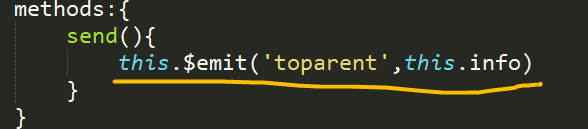 methods:{
send(){
this.$emit('toparent',this.info)
}
}